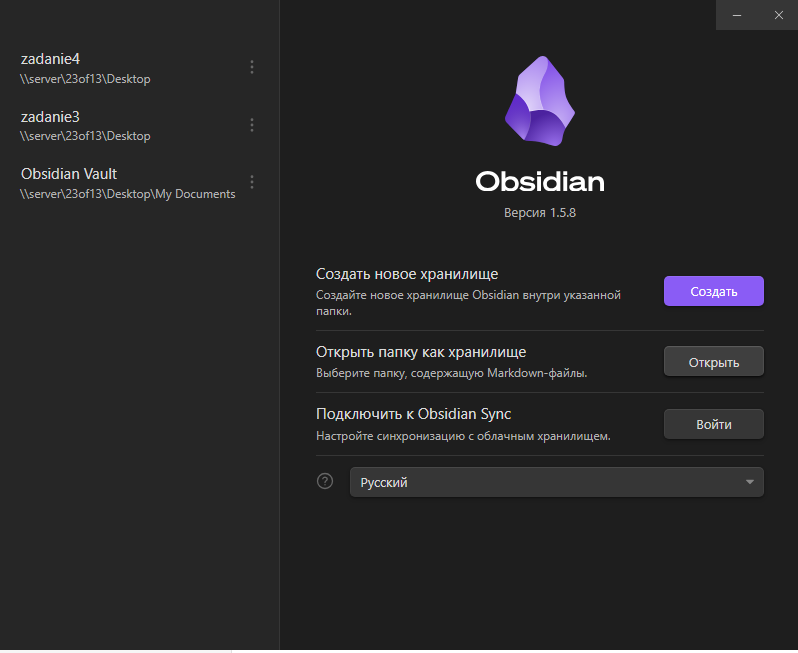 zadanie4
\\server\23of13\Desktop
zadanie3
\\server\23of13\Desktop
Obsidian Vault
\\server\23of13\Desktop\My Documents
Obsidian
Версия 1.5.8
Создать новое хранилище
Создайте новое хранилище Obsidian внутри указанной
папки.
Создать
Открыть папку как хранилище
Выберите папку, содержащую Markdown-файлы.
Открыть
Подключить к Obsidian Sync
Настройте синхронизацию с облачным хранилищем.
Войти
?
Русский